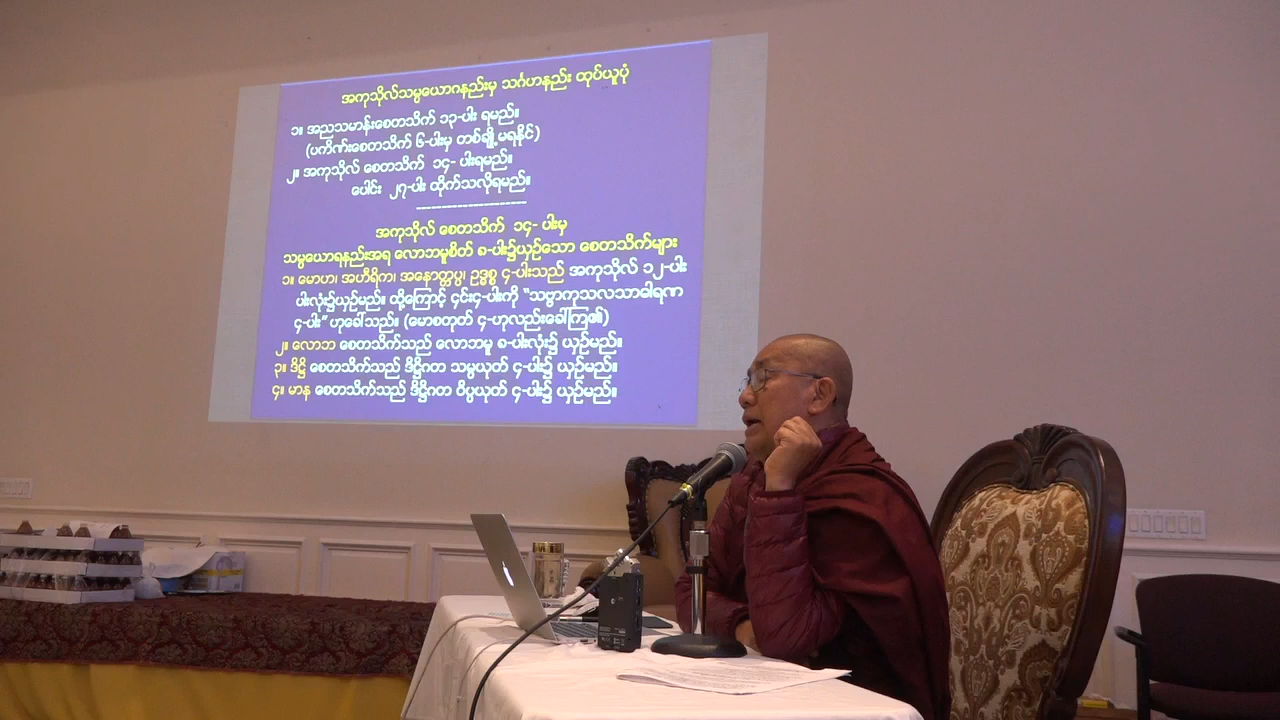 အကုသိုလ်သမ္ပယောဂနည်းမှ သင်္ဂဟနည်း ထုပ်ယူပုံ
၁။ အညသမာန်းစေတသိက် ၁၃-ပါး ရမည်။
(ပကိဏ်းစေတသိက် ၆-ပါးမှ တစ်ချို့မရနိုင်)
၂။ အကုသိုလ် စေတသိက် ၁၄- ပါးရမည်။
ပေါင်း ၂၇-ပါး ထိုက်သလိုရမည်။
---------------------
အကုသိုလ် စေတသိက် ၁၄- ပါးမှ
သမ္ပယောရနည်းအရ လောဘမူစိတ် ၈-ပါး၌ယှဉ်သော စေတသိက်များ
၁။ မောဟ၊ အဟိရိက၊ အနောတ္တပ္ပ၊ ဥဒ္ဓစ္စ ၄-ပါးသည် အကုသိုလ် ၁၂-ပါး
ပါးလုံး၌ယှဉ်မည်။ ထို့ကြောင့် ၎င်း၄-ပါးကို “သဗ္ဗာကုသလသာဓါရဏ
၄-ပါး” ဟုခေါ်သည်။ (မောစတုတ် ၄-ဟုလည်းခေါ်ကြ၏)
၂။ လောဘ စေတသိက်သည် လောဘမူ ၈-ပါးလုံး၌ ယှဉ်မည်။
၃။ ဒိဋ္ဌိ စေတသိက်သည် ဒိဋ္ဌိဂတ သမ္ပယုတ် ၄-ပါး၌ ယှဉ်မည်။
၄။ မာန စေတသိက်သည် ဒိဋ္ဌိဂတ ဝိပ္ပယုတ် ၄-ပါး၌ ယှဉ်မည်။